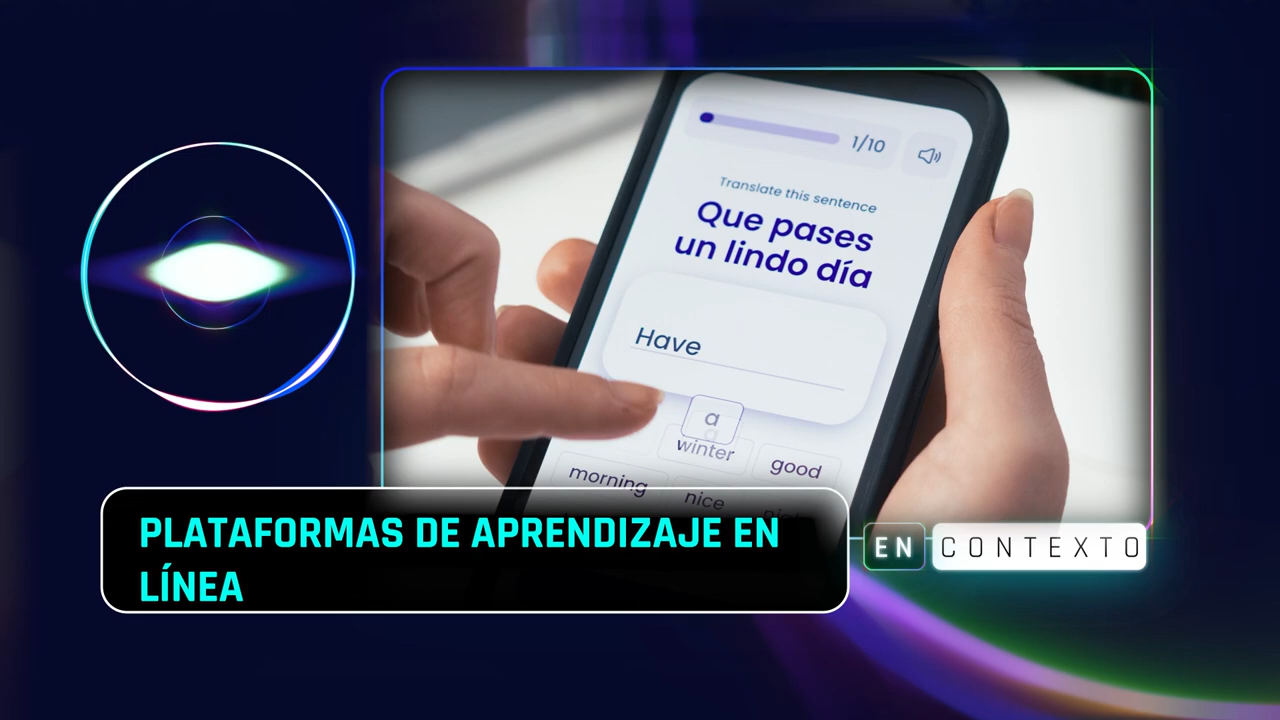 1/10
Translate this sentence
Que pases
un lindo día
Have
a
winter
good
morning
nice
PLATAFORMAS DE APRENDIZAJE EN
LÍNEA
EN CONTEXTO